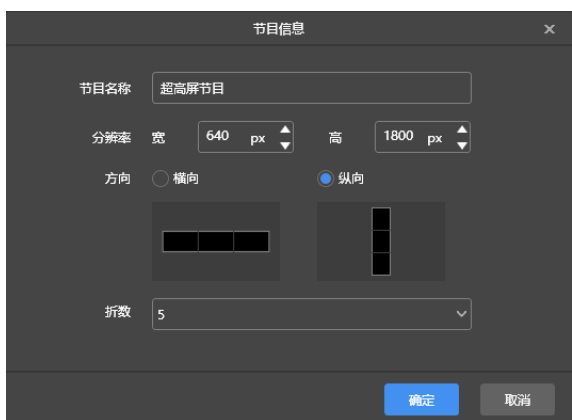 节目信息
节目名称 超高屏节目
分辨率 宽 640 px 高 1800 px
方向 横向 纵向
折数 5
确定 取消